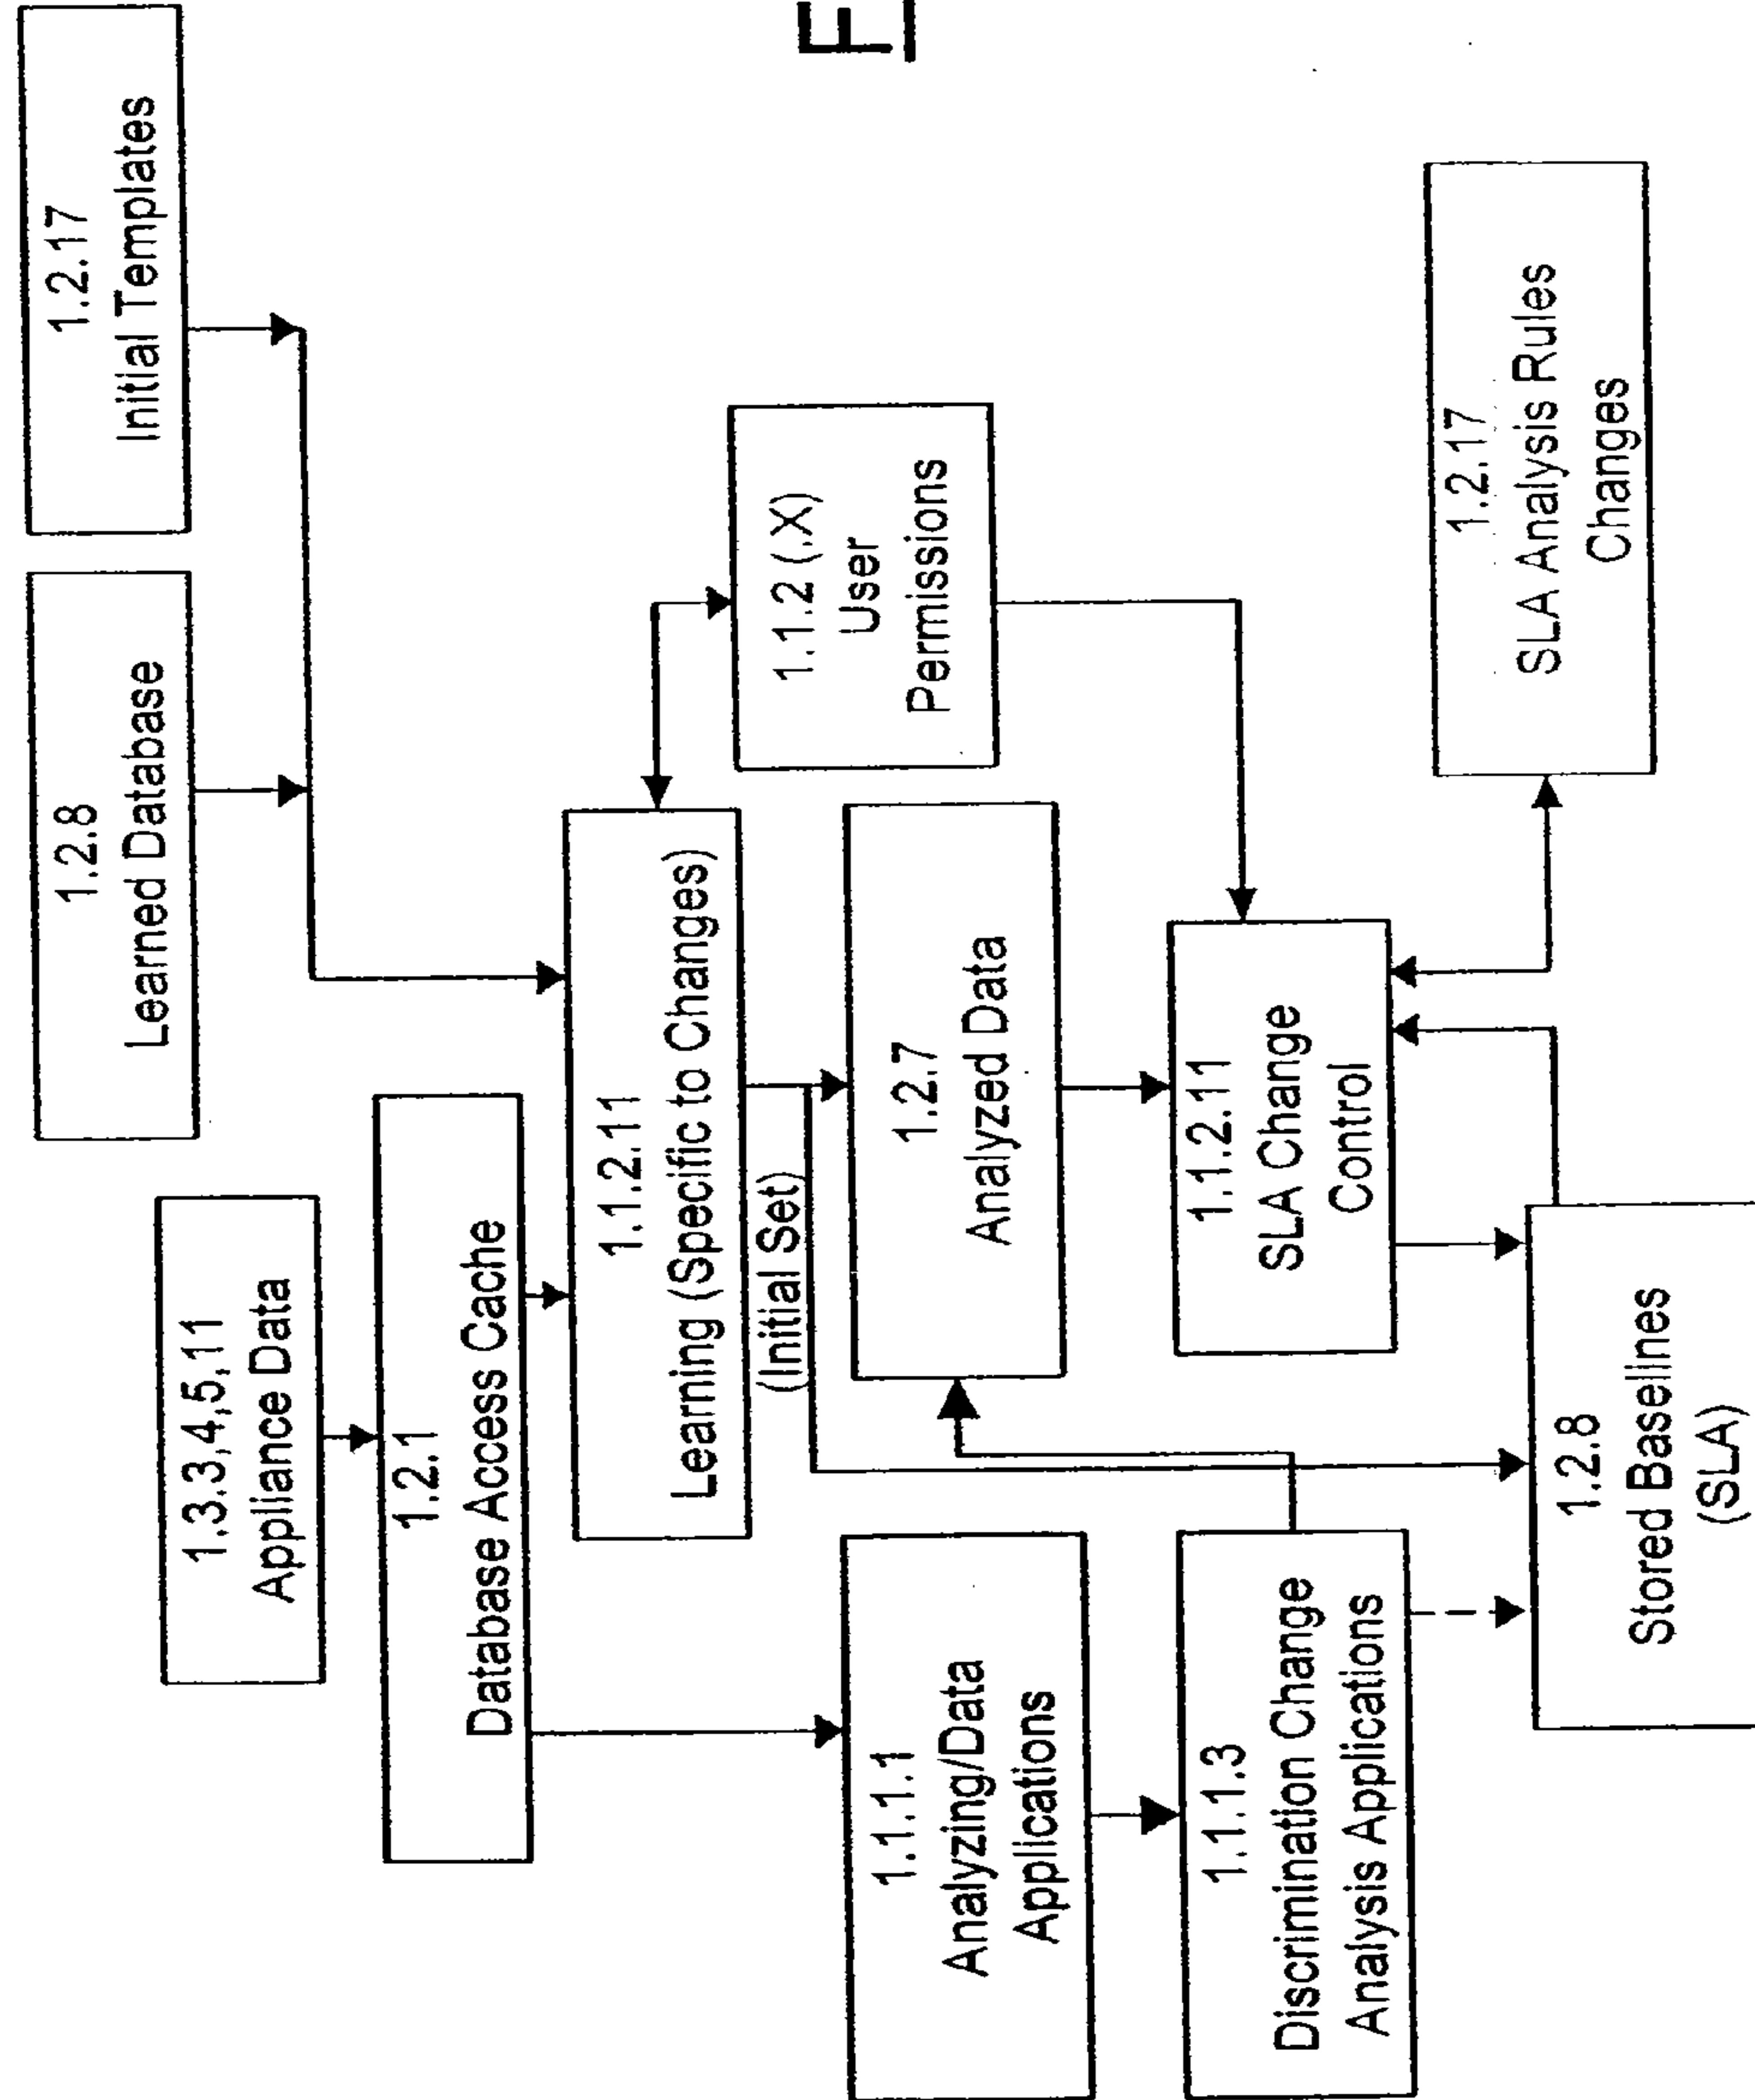 1.3.3,4,5,11
Appliance Data
1.2.8
Learned Database
1.2.17
Initial Templates
1.2.1
Database Access Cache
1.1.2.11
Learning (Specific to Changes)
(Initial Set)
1.1.2 (.X)
User
Permissions
1.1.1.1
Analyzing/Data
Applications
1.2.7
Analyzed Data
1.1.1.3
Discrimination Change
Analysis Applications
1.1.2.11
SLA Change
Control
1.2.17
SLA Analysis Rules
Changes
1.2.8
Stored Baselines
(SLA)